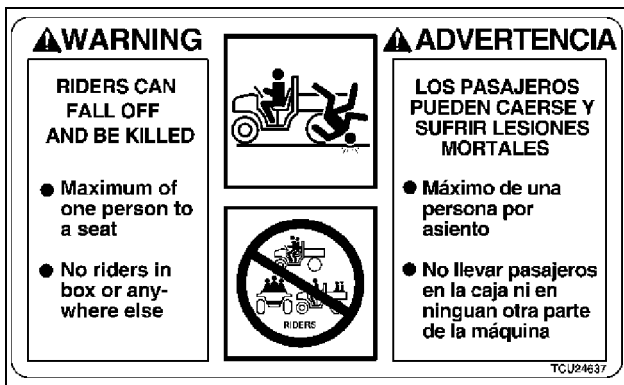 WARNING
RIDERS CAN
FALL OFF
AND BE KILLED
● Maximum of
one person to
a seat
● No riders in
box or any-
where else
RIDERS
ADVERTENCIA
LOS PASAJEROS
PUEDEN CAERSE Y
SUFRIR LESIONES
MORTALES
● Máximo de una
persona por
asiento
● No llevar pasajeros
en la caja ni en
ninguan otra parte
de la máquina
TCU24637